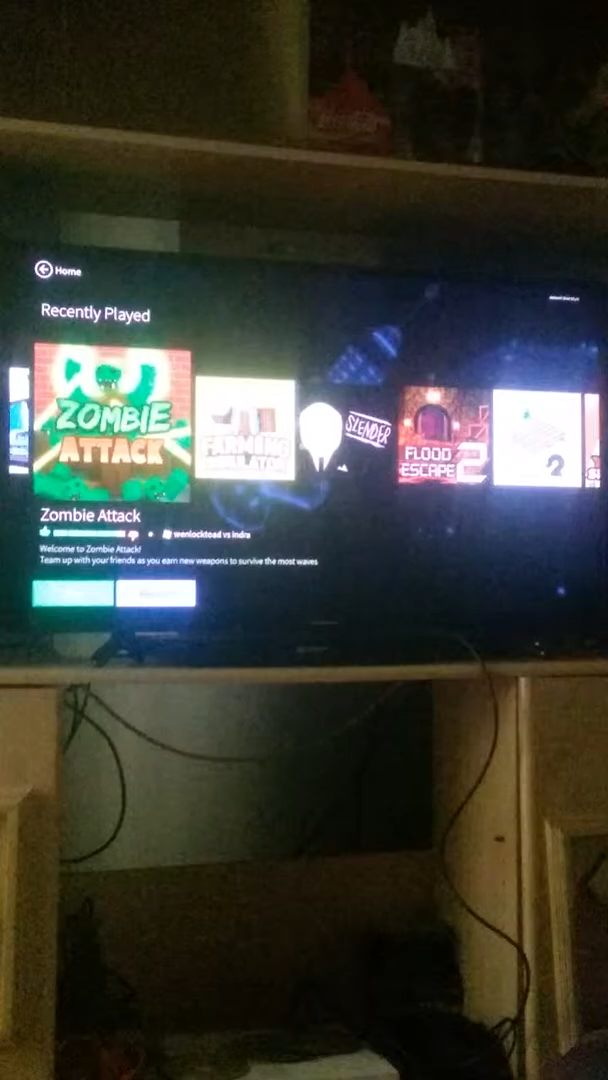 Home
Recently Played
ZOMBIE
ATTACK
FARMING
SIMULATOR
SLENDER
FLOOD
ESCAPE 2
2
Zombie Attack
wenlocktoad vs indra
Welcome to Zombie Attack!
Team up with your friends as you earn new weapons to survive the most waves